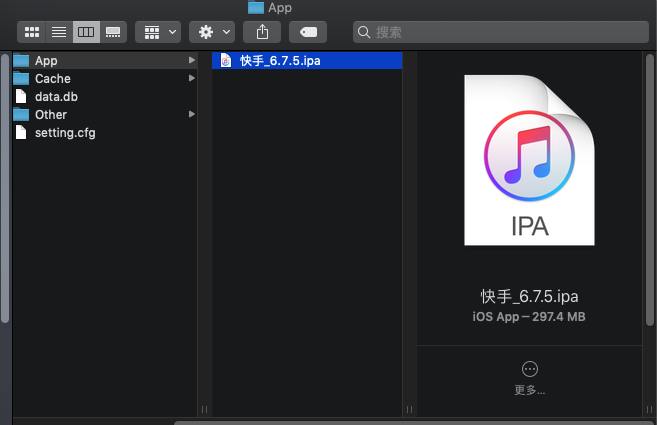 App
搜索
App
Cache
data.db
Other
setting.cfg
快手_6.7.5.ipa
IPA
快手_6.7.5.ipa
iOS App — 297.4 MB
更多...